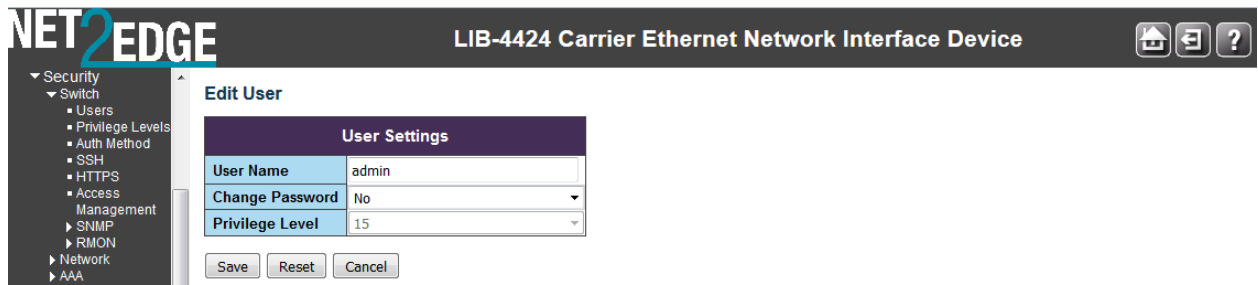 NET2EDGE
LIB-4424 Carrier Ethernet Network Interface Device
?
Security
Switch
Users
Privilege Levels
Auth Method
SSH
HTTPS
Access
Management
SNMP
RMON
Network
AAA
Edit User
User Settings
User Name admin
Change Password No
Privilege Level 15
Save Reset Cancel